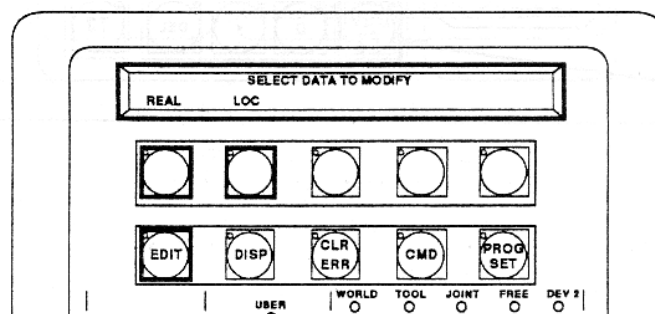 SELECT DATA TO MODIFY
REAL LOC
EDIT DISP CLR ERR CMD PROG SET
USER WORLD TOOL JOINT FREE DEV 2